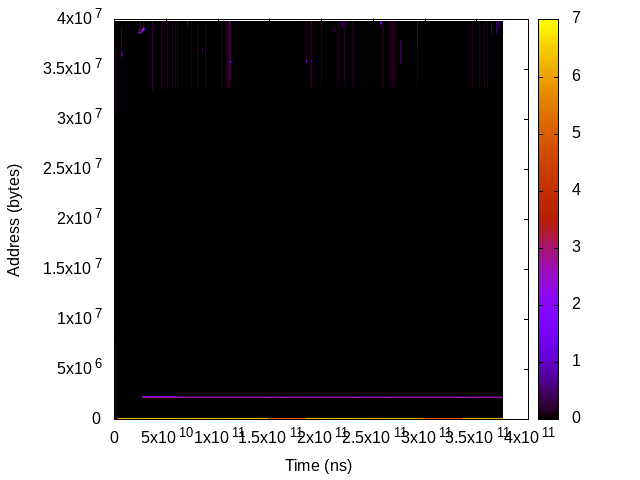 4x10 7
3.5x10 7
3x10 7
2.5x10 7
2x10 7
1.5x10 7
1x10 7
5x10 6
0
Address (bytes)
0 5x10 10 1x10 11 1.5x10 11 2x10 11 2.5x10 11 3x10 11 3.5x10 11 4x10 11
Time (ns)
7
6
5
4
3
2
1
0